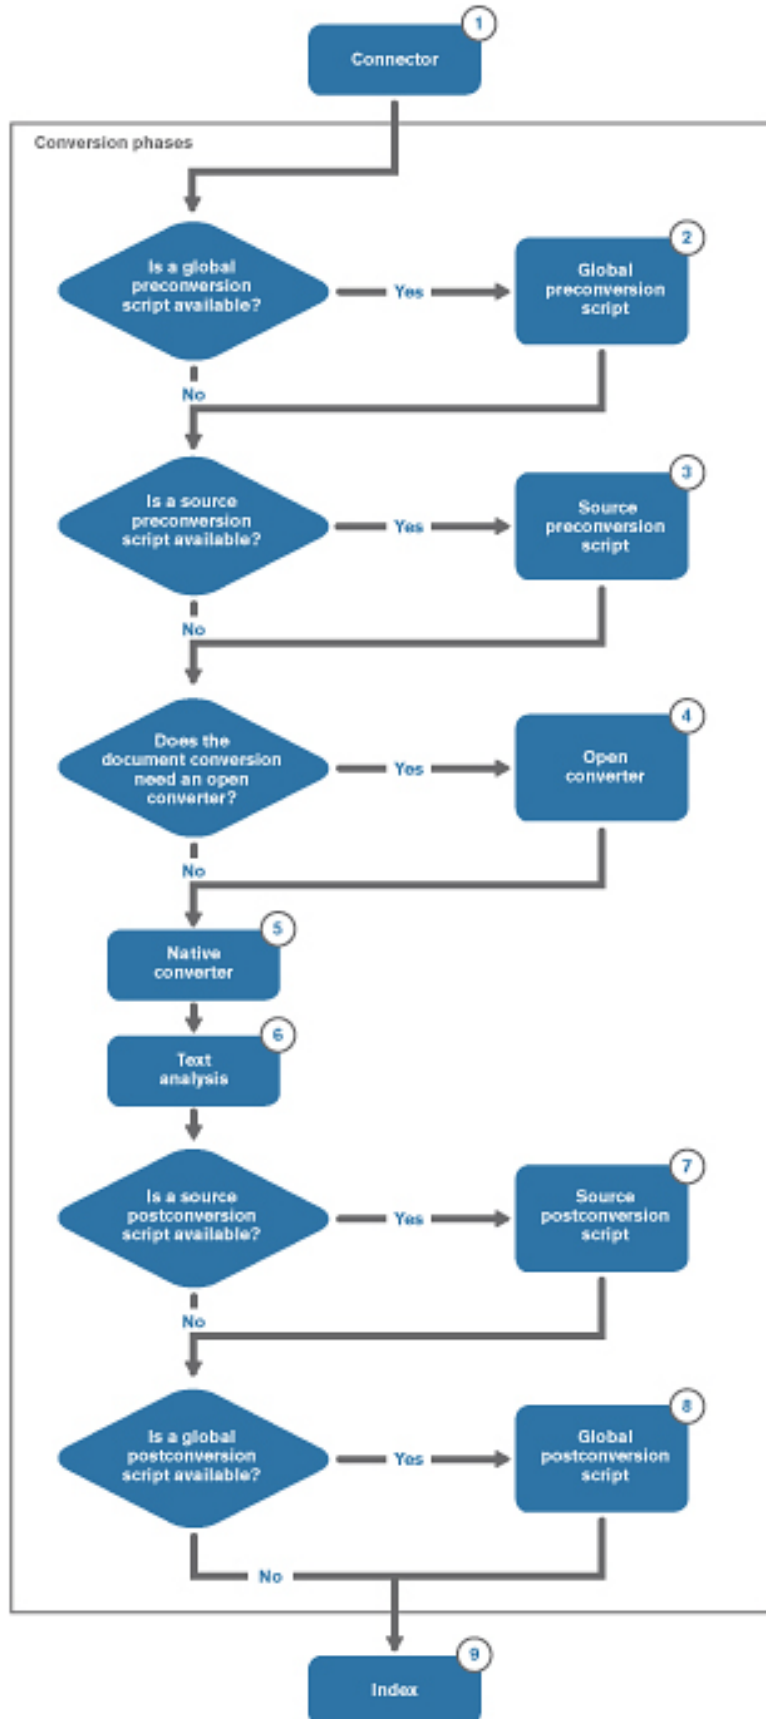 1
Connector
Conversion phases
Is a global
preconversion
script available?
Yes
2
Global
preconversion
script
No
Is a source
preconversion
script available?
Yes
3
Source
preconversion
script
No
Does the
document conversion
need an open
converter?
Yes
4
Open
converter
No
5
Native
converter
6
Text
analysis
Is a source
postconversion
script available?
Yes
7
Source
postconversion
script
No
Is a global
postconversion
script available?
Yes
8
Global
postconversion
script
No
9
Index